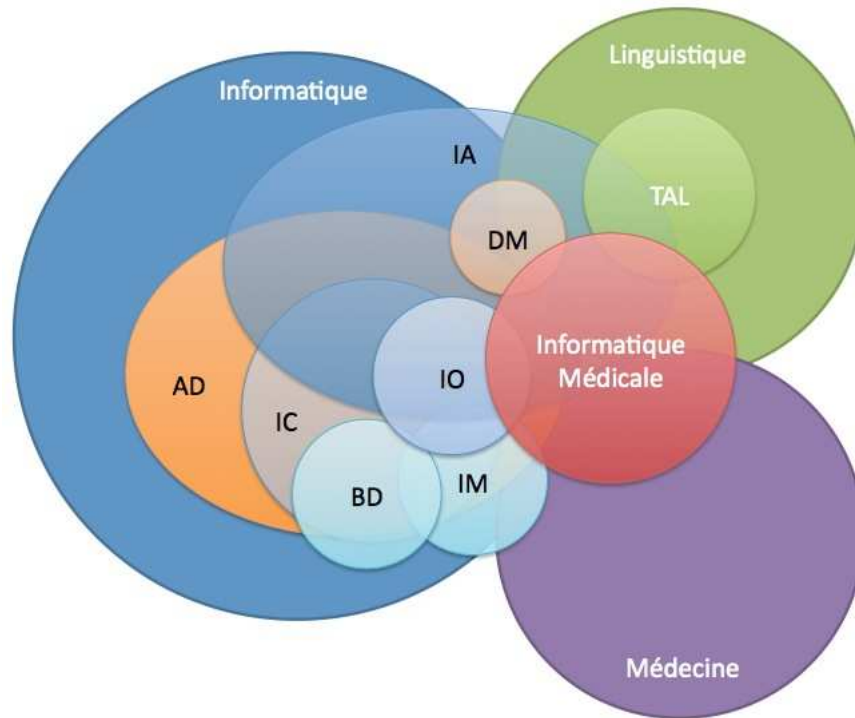 Linguistique
Informatique
IA
TAL
DM
Informatique
Médicale
AD
IO
IC
BD
IM
Médecine